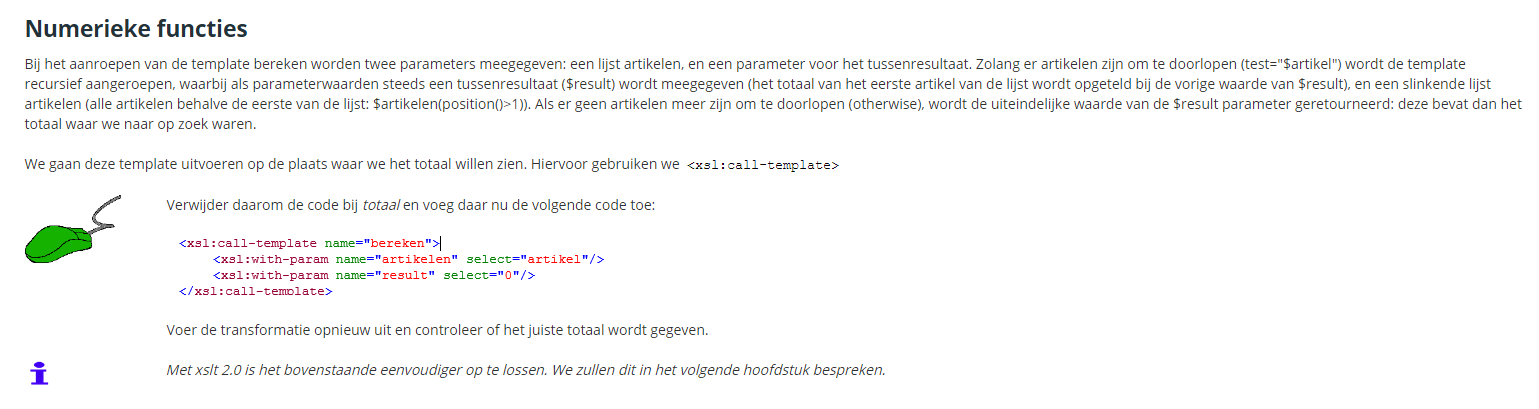 Numerieke functies
Bij het aanroepen van de template bereken worden twee parameters meegegeven: een lijst artikelen, en een parameter voor het tussenresultaat. Zolang er artikelen zijn om te doorlopen (test="$artikel") wordt de template
recursief aangeroepen, waarbij als parameterwaarden steeds een tussenresultaat ($result) wordt meegegeven (het totaal van het eerste artikel van de lijst wordt opgeteld bij de vorige waarde van $result), en een slinkende lijst
artikelen (alle artikelen behalve de eerste van de lijst: $artikelen(position()>1)). Als er geen artikelen meer zijn om te doorlopen (otherwise), wordt de uiteindelijke waarde van de $result parameter geretourneerd: deze bevat dan het
totaal waar we naar op zoek waren.
We gaan deze template uitvoeren op de plaats waar we het totaal willen zien. Hiervoor gebruiken we <xsl:call-template>
Verwijder daarom de code bij totaal en voeg daar nu de volgende code toe:
<xsl:call-template name="bereken">
<xsl:with-param name="artikelen" select="artikel"/>
<xsl:with-param name="result" select="0"/>
</xsl:call-template>
Voer de transformatie opnieuw uit en controleer of het juiste totaal wordt gegeven.
Met xslt 2.0 is het bovenstaande eenvoudiger op te lossen. We zullen dit in het volgende hoofdstuk bespreken.